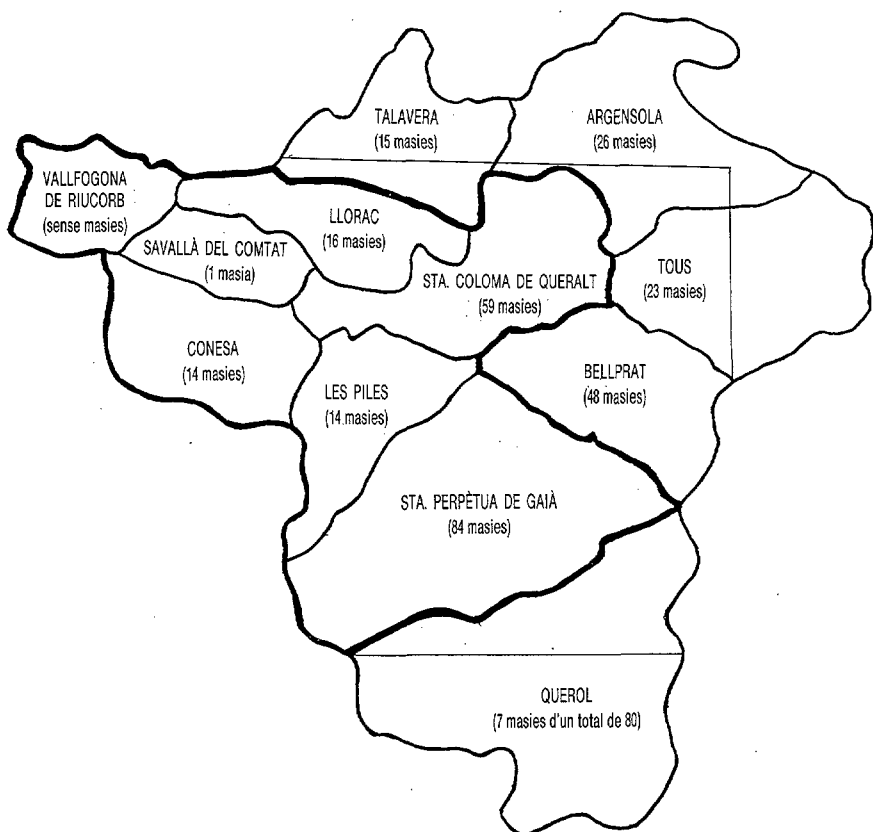 TALAVERA
(15 masies)
ARGENSOLA
(26 masies)
VALLFOGONA
DE RIUCORB
(sense masies)
LLORAC
(16 masies)
SAVALLÀ DEL COMTAT
(1 masia)
STA. COLOMA DE QUERALT
(59 masies)
TOUS
(23 masies)
CONESA
(14 masies)
LES PILES
(14 masies)
BELLPRAT
(48 masies)
STA. PERPÈTUA DE GAIÀ
(84 masies)
QUEROL
(7 masies d'un total de 80)